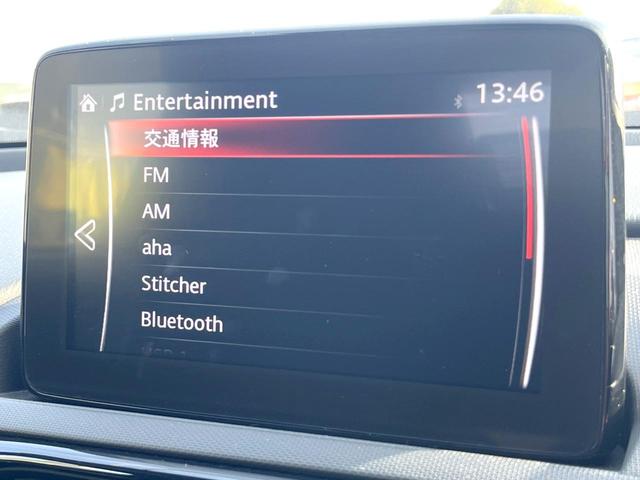 Entertainment
13:46
交通情報
FM
AM
aha
Stitcher
Bluetooth